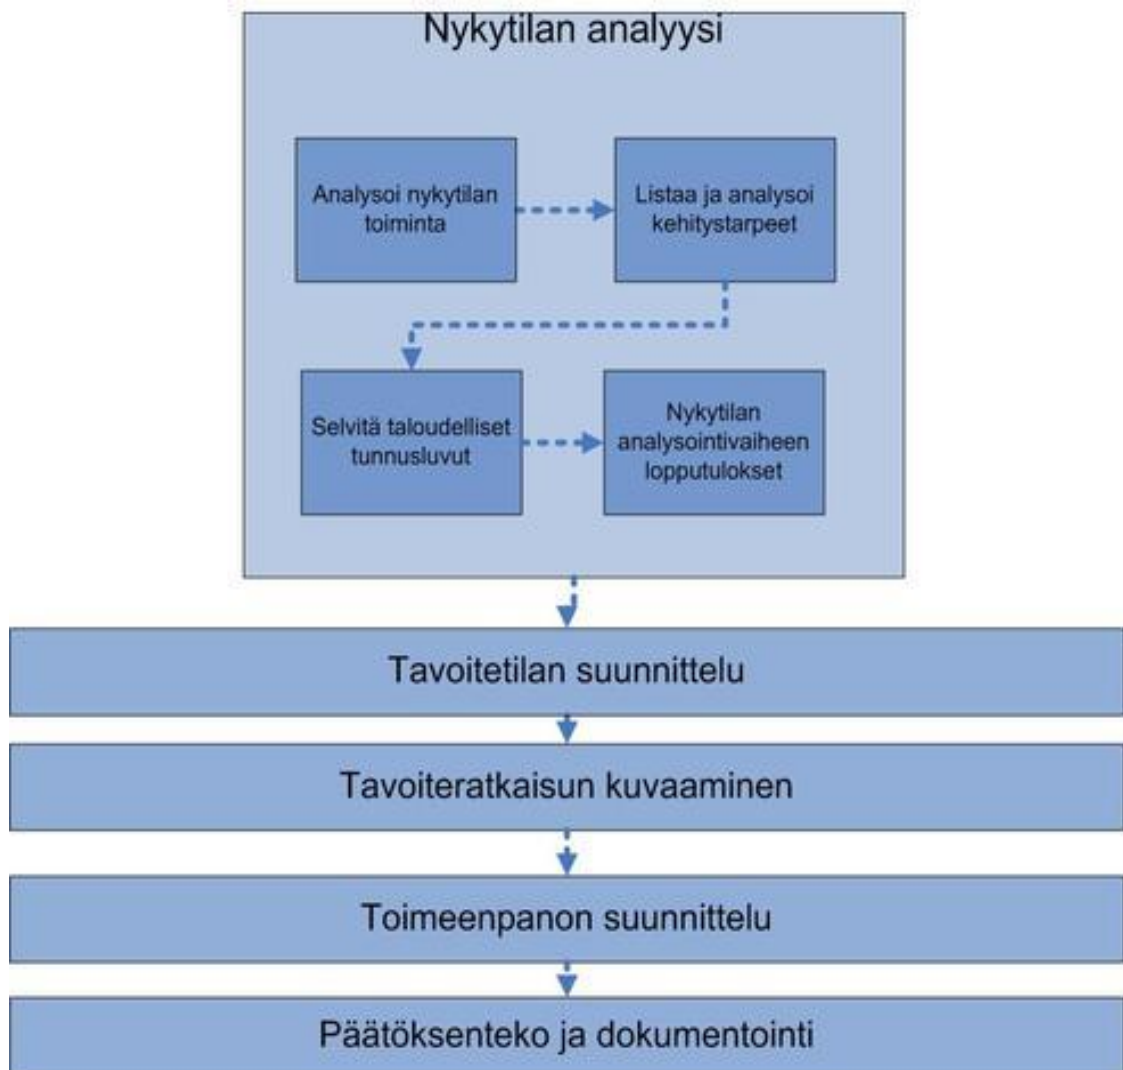 Nykytilan analyysi
Analysoi nykytilan
toiminta
Listaa ja analysoi
kehitystarpeet
Selvitä taloudelliset
tunnusluvut
Nykytilan
analysointivaiheen
lopputulokset
Tavoitetilan suunnittelu
Tavoiteratkaisun kuvaaminen
Toimeenpanon suunnittelu
Päätöksenteko ja dokumentointi